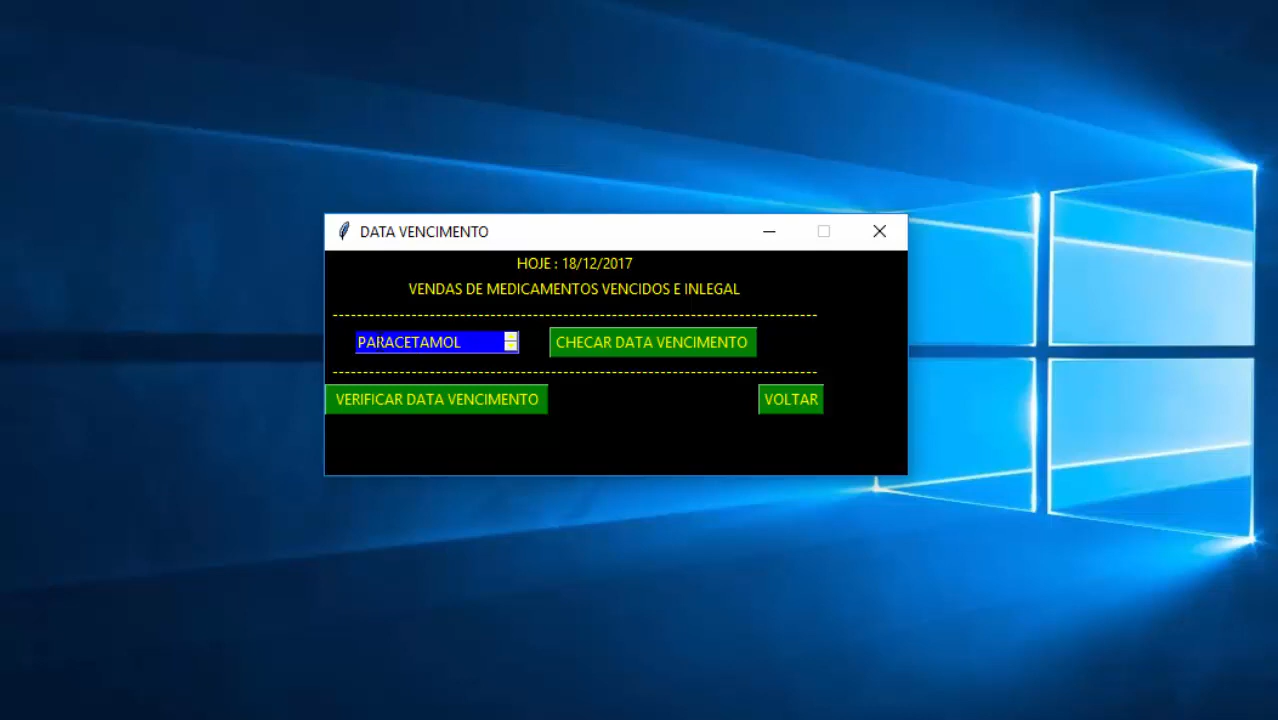 DATA VENCIMENTO
HOJE : 18/12/2017
VENDAS DE MEDICAMENTOS VENCIDOS E INLEGAL
PARACETAMOL CHECAR DATA VENCIMENTO
VERIFICAR DATA VENCIMENTO VOLTAR